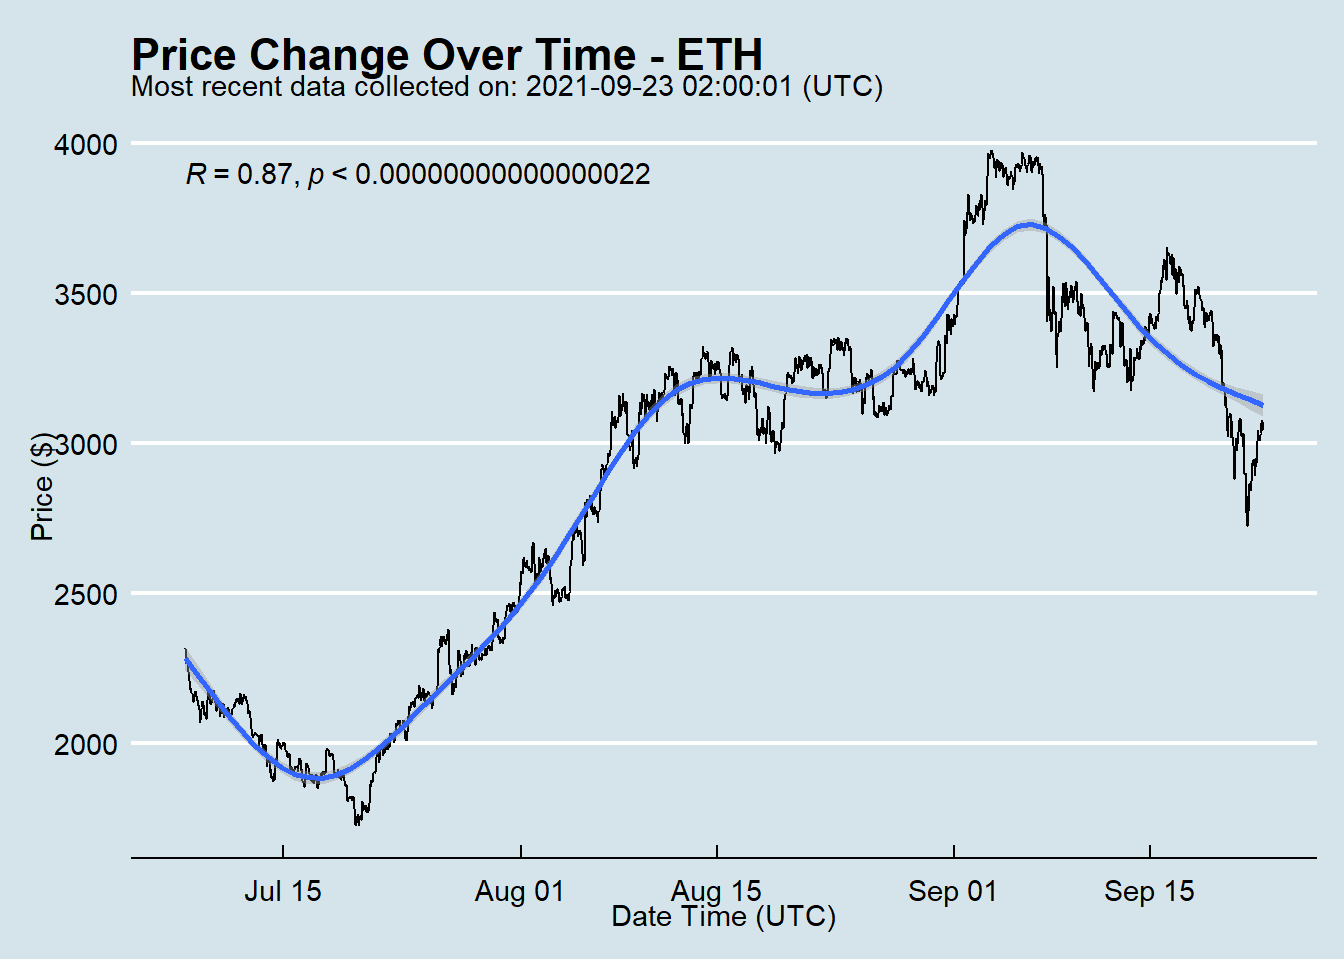 Price Change Over Time - ETH
Most recent data collected on: 2021-09-23 02:00:01 (UTC)
R = 0.87, p < 0.00000000000000022
4000
3500
3000
2500
2000
Price ($)
Jul 15
Aug 01
Aug 15
Sep 01
Sep 15
Date Time (UTC)